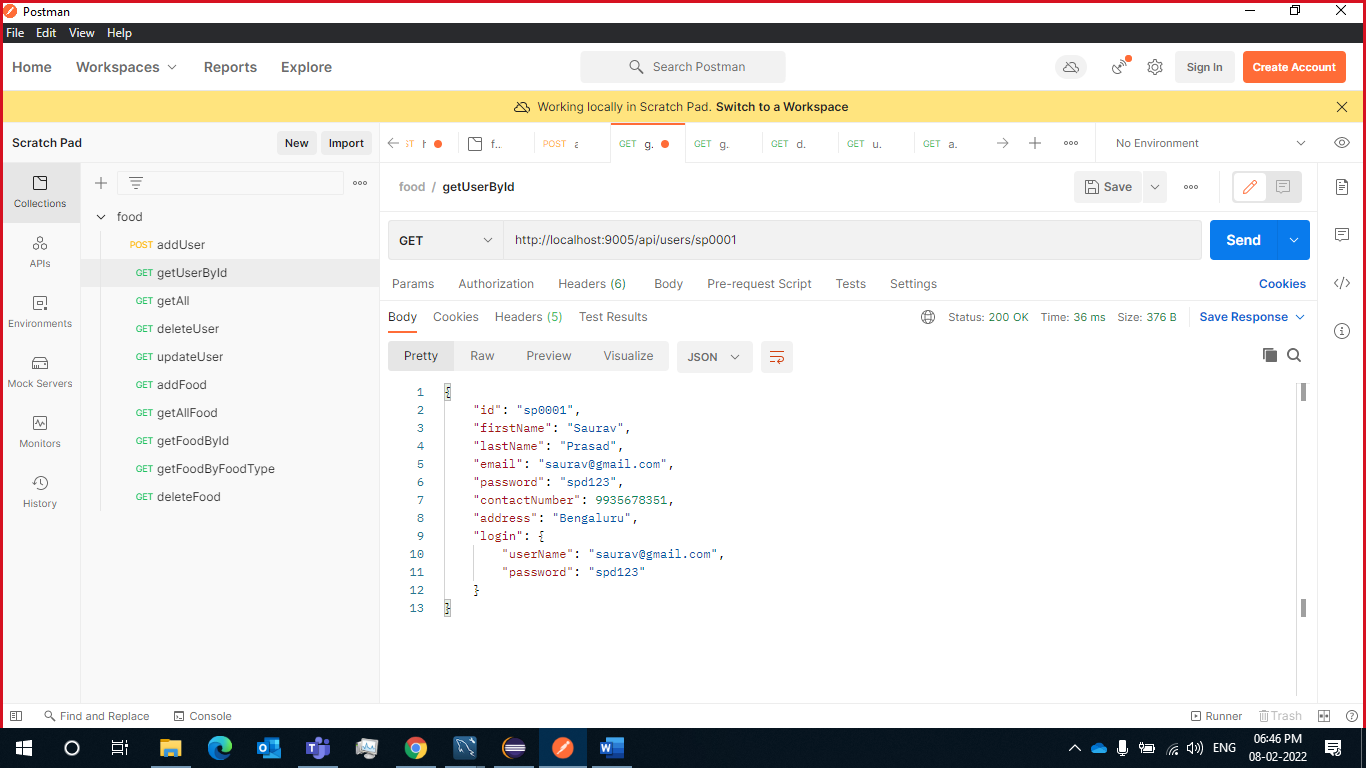 Postman
File Edit View Help
Home Workspaces Reports Explore Search Postman Sign In Create Account
Working locally in Scratch Pad. Switch to a Workspace
Scratch Pad New Import
ST h f.. POST a GET g. GET g. GET d. GET u. GET a. No Environment
Collections
APIs
Environments
Mock Servers
Monitors
History
food
POST addUser
GET getUserById
GET getAll
GET deleteUser
GET updateUser
GET addFood
GET getAllFood
GET getFoodById
GET getFoodByFoodType
GET deleteFood
food / getUserById Save
GET http://localhost:9005/api/users/sp0001 Send
Params Authorization Headers (6) Body Pre-request Script Tests Settings Cookies
Body Cookies Headers (5) Test Results Status: 200 OK Time: 36 ms Size: 376 B Save Response
Pretty Raw Preview Visualize JSON
1 {
2 "id": "sp0001",
3 "firstName": "Saurav",
4 "lastName": "Prasad",
5 "email": "saurav@gmail.com",
6 "password": "spd123",
7 "contactNumber": 9935678351,
8 "address": "Bengaluru",
9 "login": {
10 "userName": "saurav@gmail.com",
11 "password": "spd123"
12 }
13 }
Find and Replace Console Runner Trash
ENG 06:46 PM
08-02-2022